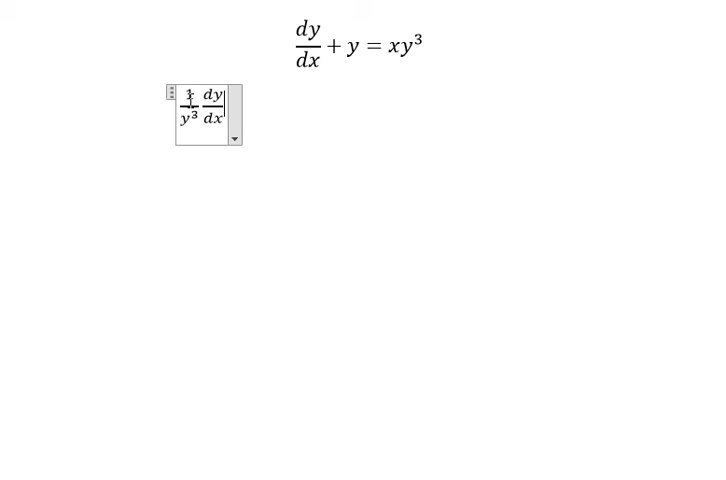 dy/dx + y = xy³
1/y³ dy/dx